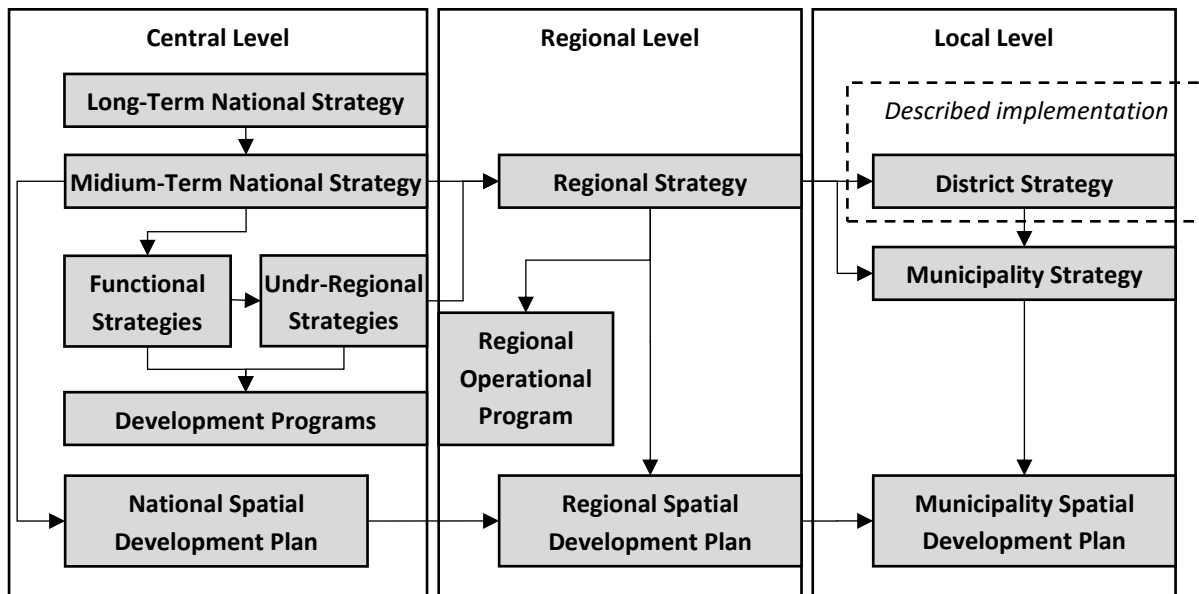 Central Level
Long-Term National Strategy
Midium-Term National Strategy
Functional
Strategies
Undr-Regional
Strategies
Development Programs
National Spatial
Development Plan
Regional Level
Regional Strategy
Regional
Operational
Program
Regional Spatial
Development Plan
Local Level
Described implementation
District Strategy
Municipality Strategy
Municipality Spatial
Development Plan